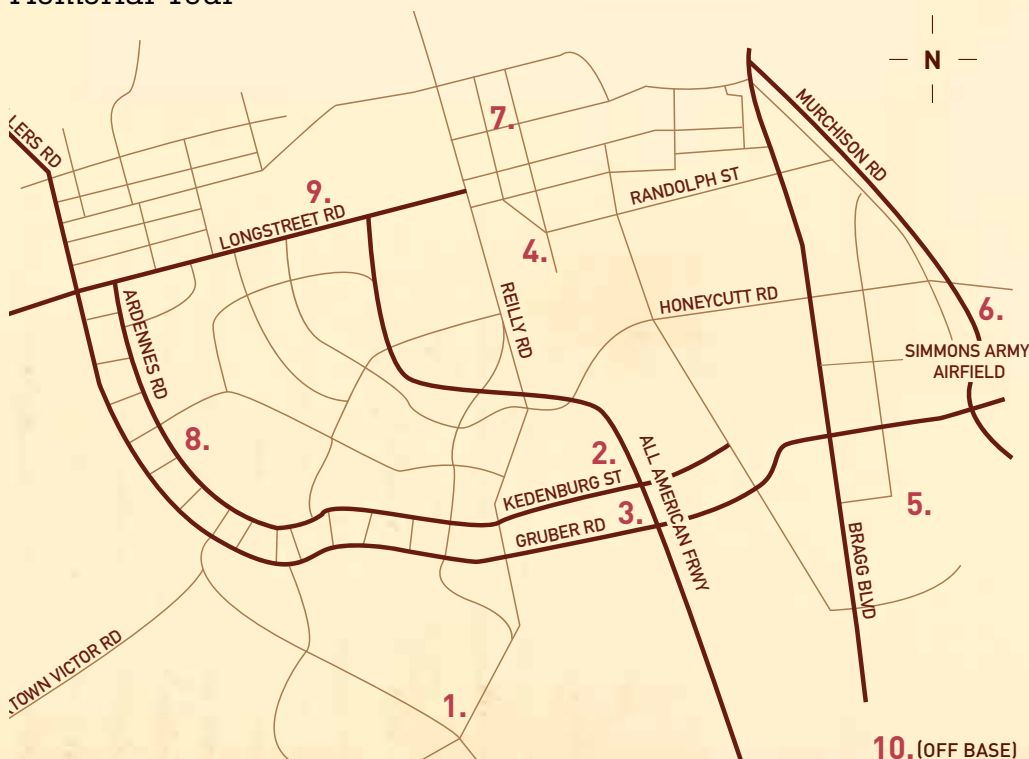 N
MURCHISON RD
7.
LERS RD
RANDOLPH ST
9.
LONGSTREET RD
4.
REILLY RD
HONEYCUTT RD
6.
ARDENNES RD
SIMMONS ARMY
AIRFIELD
8.
2.
ALL AMERICAN FRWY
KEDENBURG ST
3.
GRUBER RD
5.
BRAGG BLVD
TOWN VICTOR RD
1.
10. (OFF BASE)